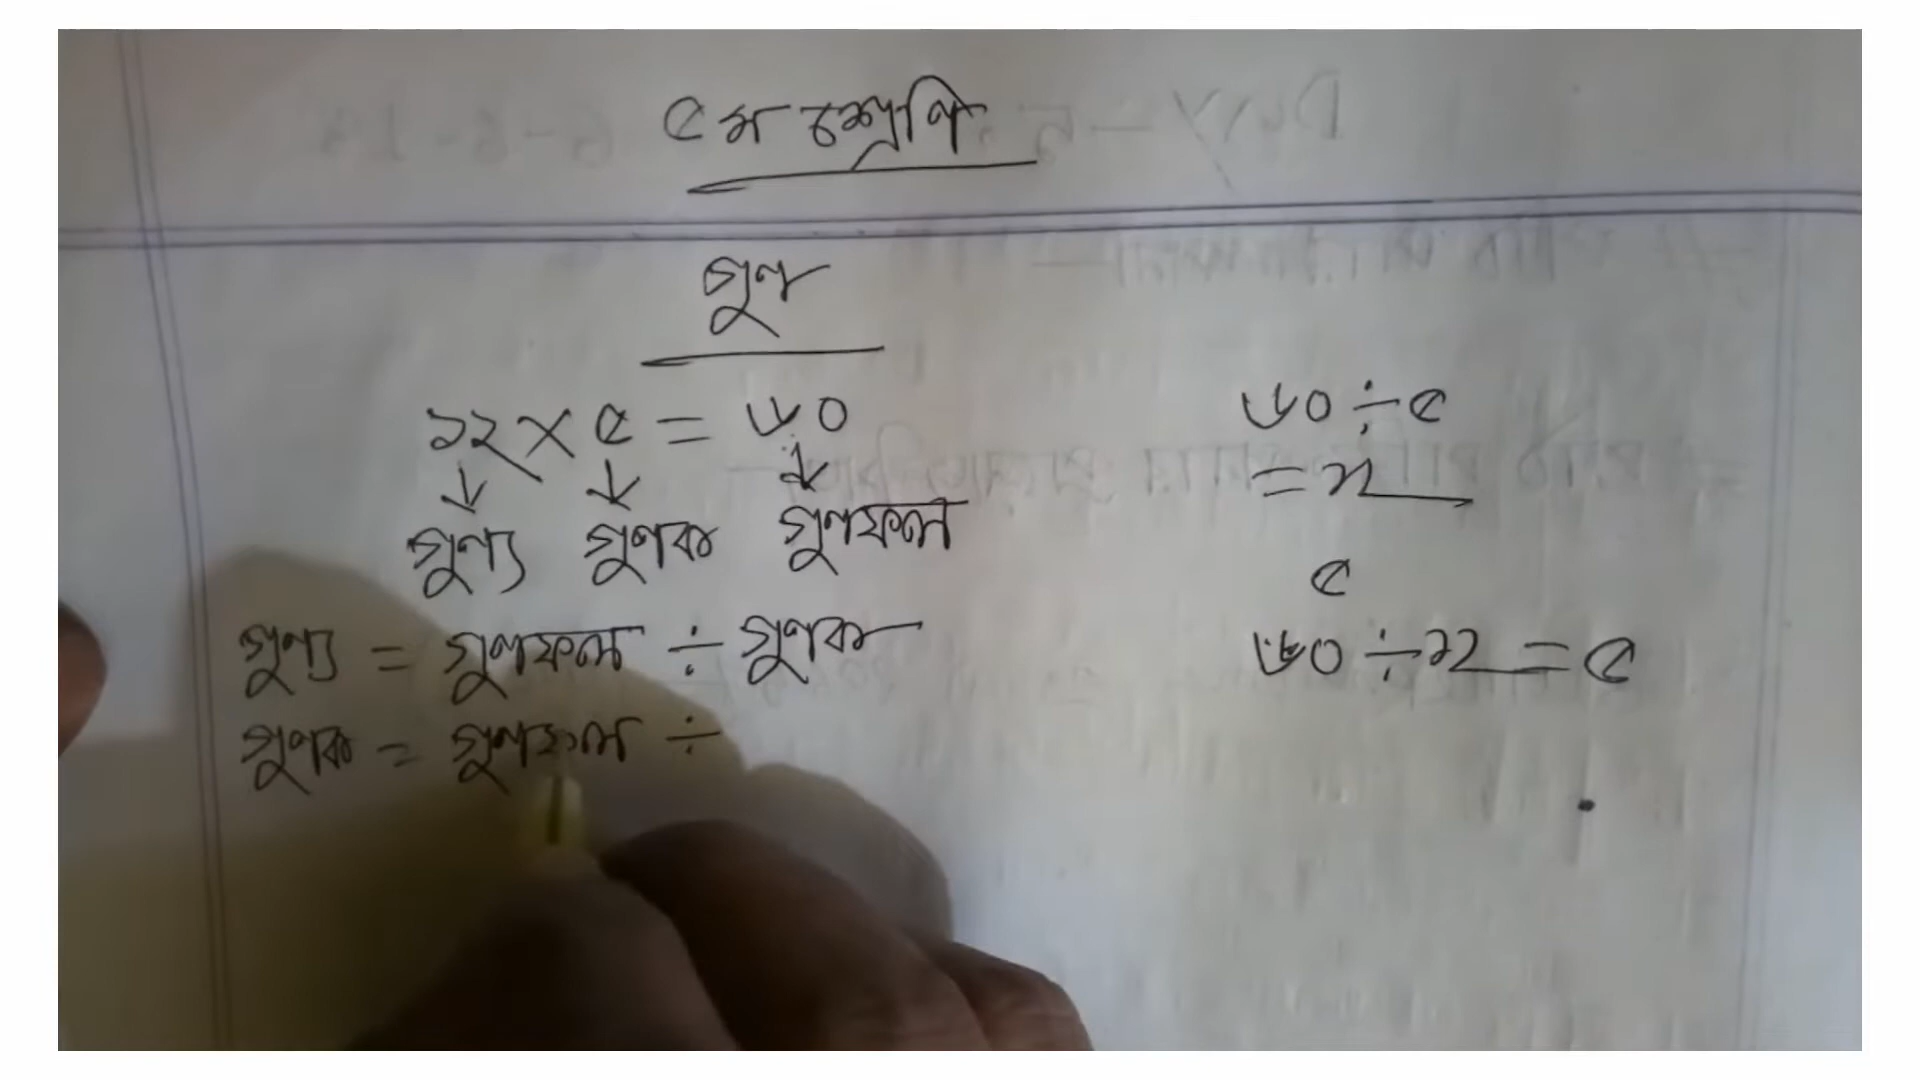 ৫ম শ্রেণি
গুণ
১২ × ৫ = ৬০
গুণ্য গুণক গুণফল
গুণ্য = গুণফল ÷ গুণক
গুণক = গুণফল ÷
৬০ ÷ ৫
= ১২
৫
৬০ ÷ ১২ = ৫